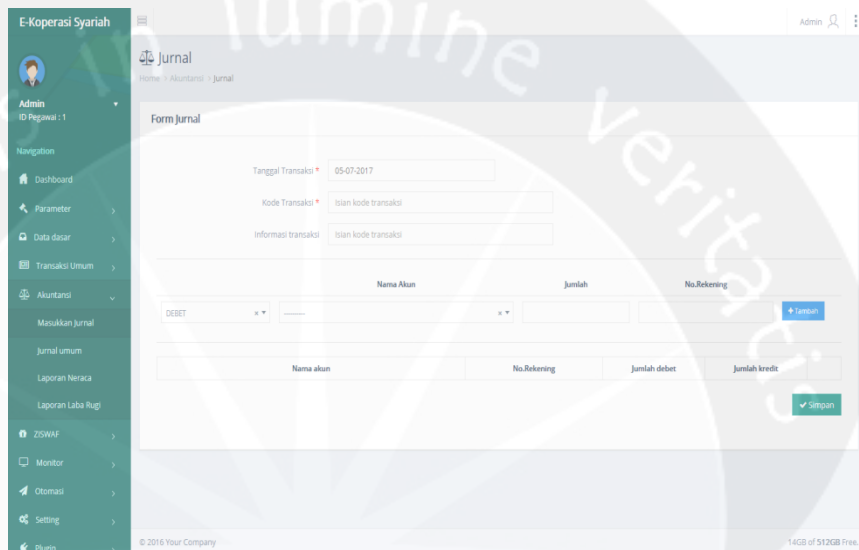 E-Koperasi Syariah
Admin
Jurnal
Home > Akuntansi > Jurnal
Admin
ID Pegawai : 1
Navigation
Dashboard
Parameter
Data dasar
Transaksi Umum
Akuntansi
Masukkan Jurnal
Jurnal umum
Laporan Neraca
Laporan Laba Rugi
ZISWAF
Monitor
Otomasi
Setting
Plugin
Form Jurnal
Tanggal Transaksi * 05-07-2017
Kode Transaksi * Isian kode transaksi
Informasi transaksi Isian kode transaksi
Nama Akun Jumlah No.Rekening
DEBET × ▼ --------- × ▼ + Tambah
Nama akun No.Rekening Jumlah debet Jumlah kredit
Simpan
© 2016 Your Company 14GB of 512GB Free.
in lumine veritatis